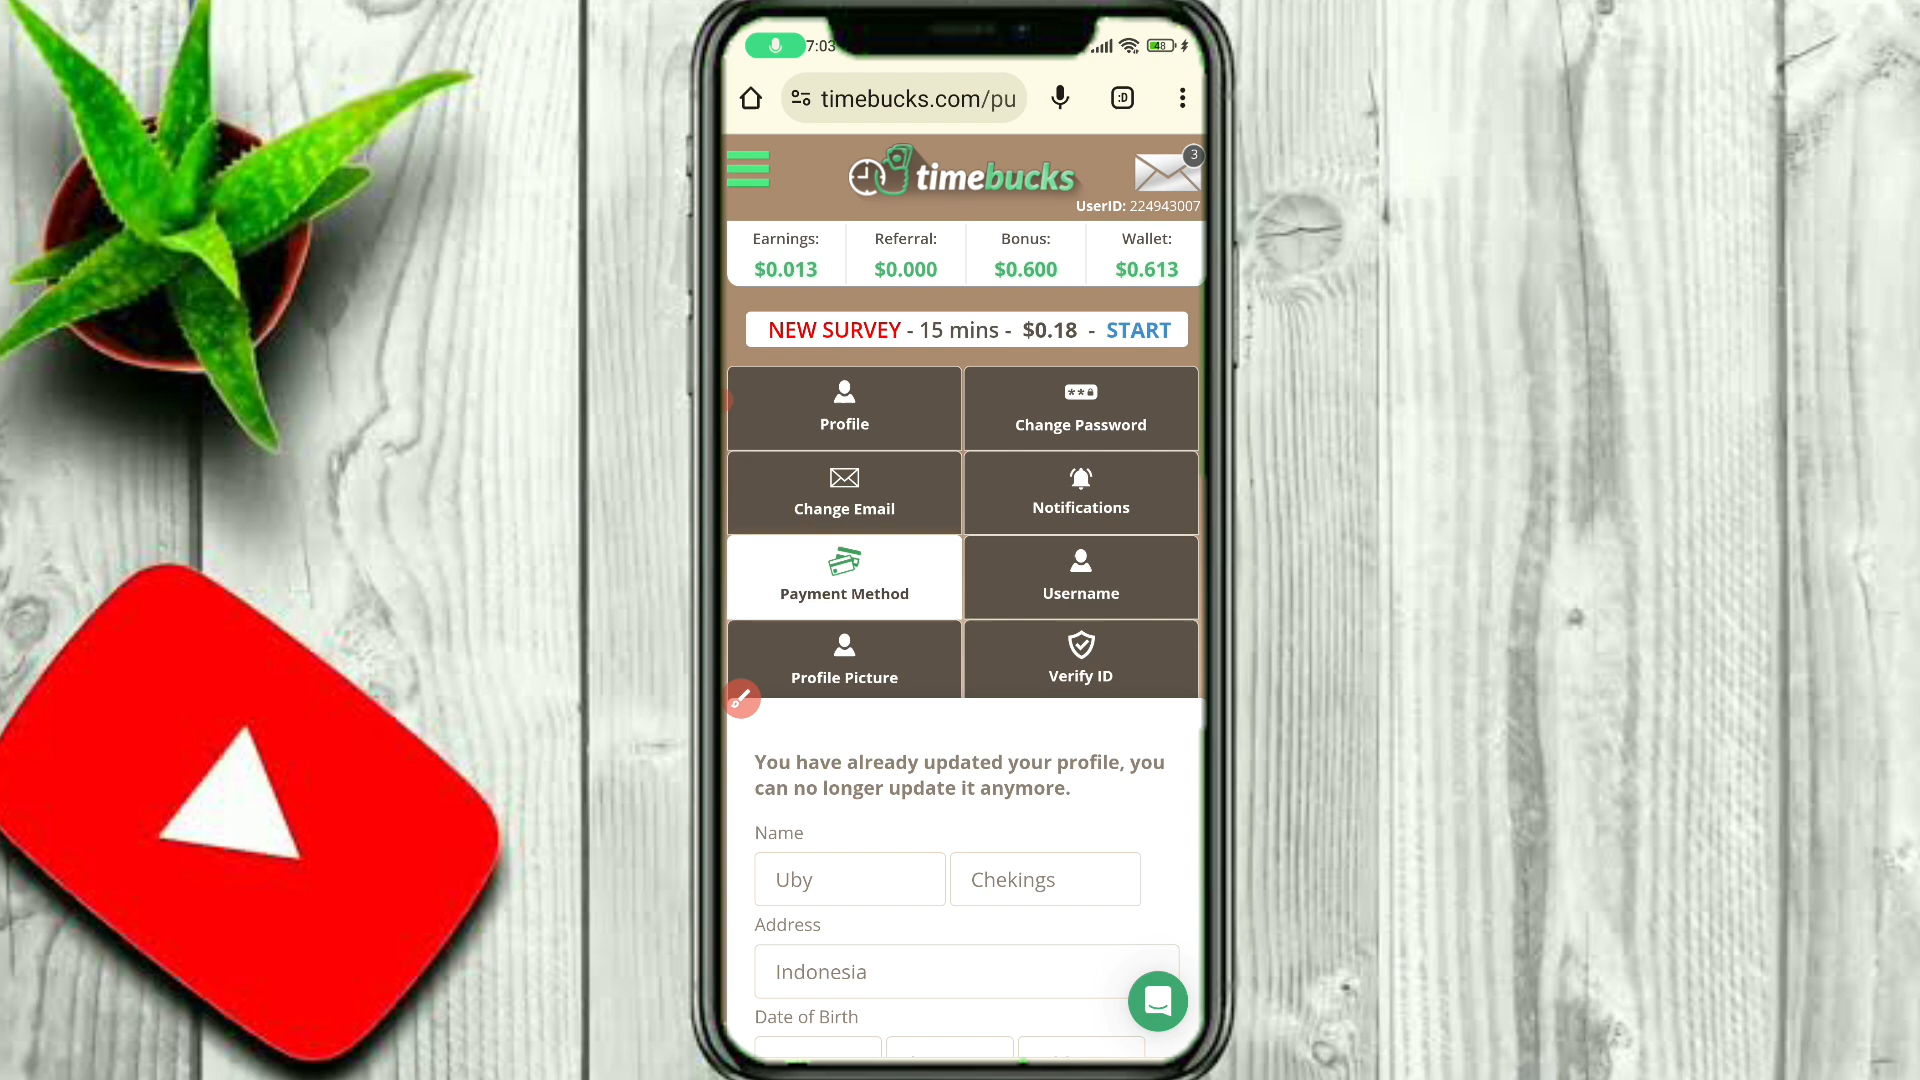 7:03
48
timebucks.com/pu
:D
timebucks
3
UserID: 224943007
Earnings: Referral: Bonus: Wallet:
$0.013 $0.000 $0.600 $0.613
NEW SURVEY - 15 mins - $0.18 - START
Profile
Change Password
Change Email
Notifications
Payment Method
Username
Profile Picture
Verify ID
You have already updated your profile, you
can no longer update it anymore.
Name
Uby Chekings
Address
Indonesia
Date of Birth